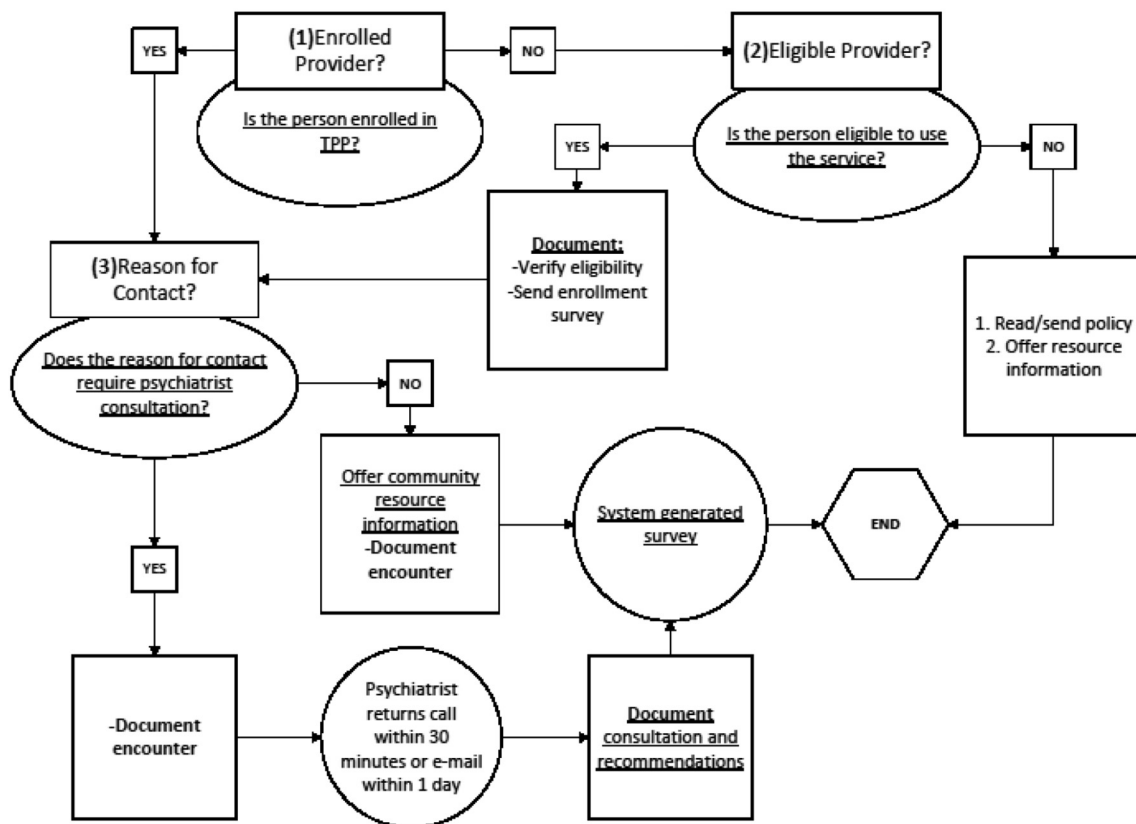 YES
(1)Enrolled
Provider?
NO
(2)Eligible Provider?
Is the person enrolled in
TPP?
Is the person eligible to use
the service?
YES
NO
Document:
-Verify eligibility
-Send enrollment
survey
(3)Reason for
Contact?
1. Read/send policy
2. Offer resource
information
Does the reason for contact
require psychiatrist
consultation?
NO
Offer community
resource
information
-Document
encounter
System generated
survey
END
YES
-Document
encounter
Psychiatrist
returns call
within 30
minutes or e-mail
within 1 day
Document
consultation and
recommendations